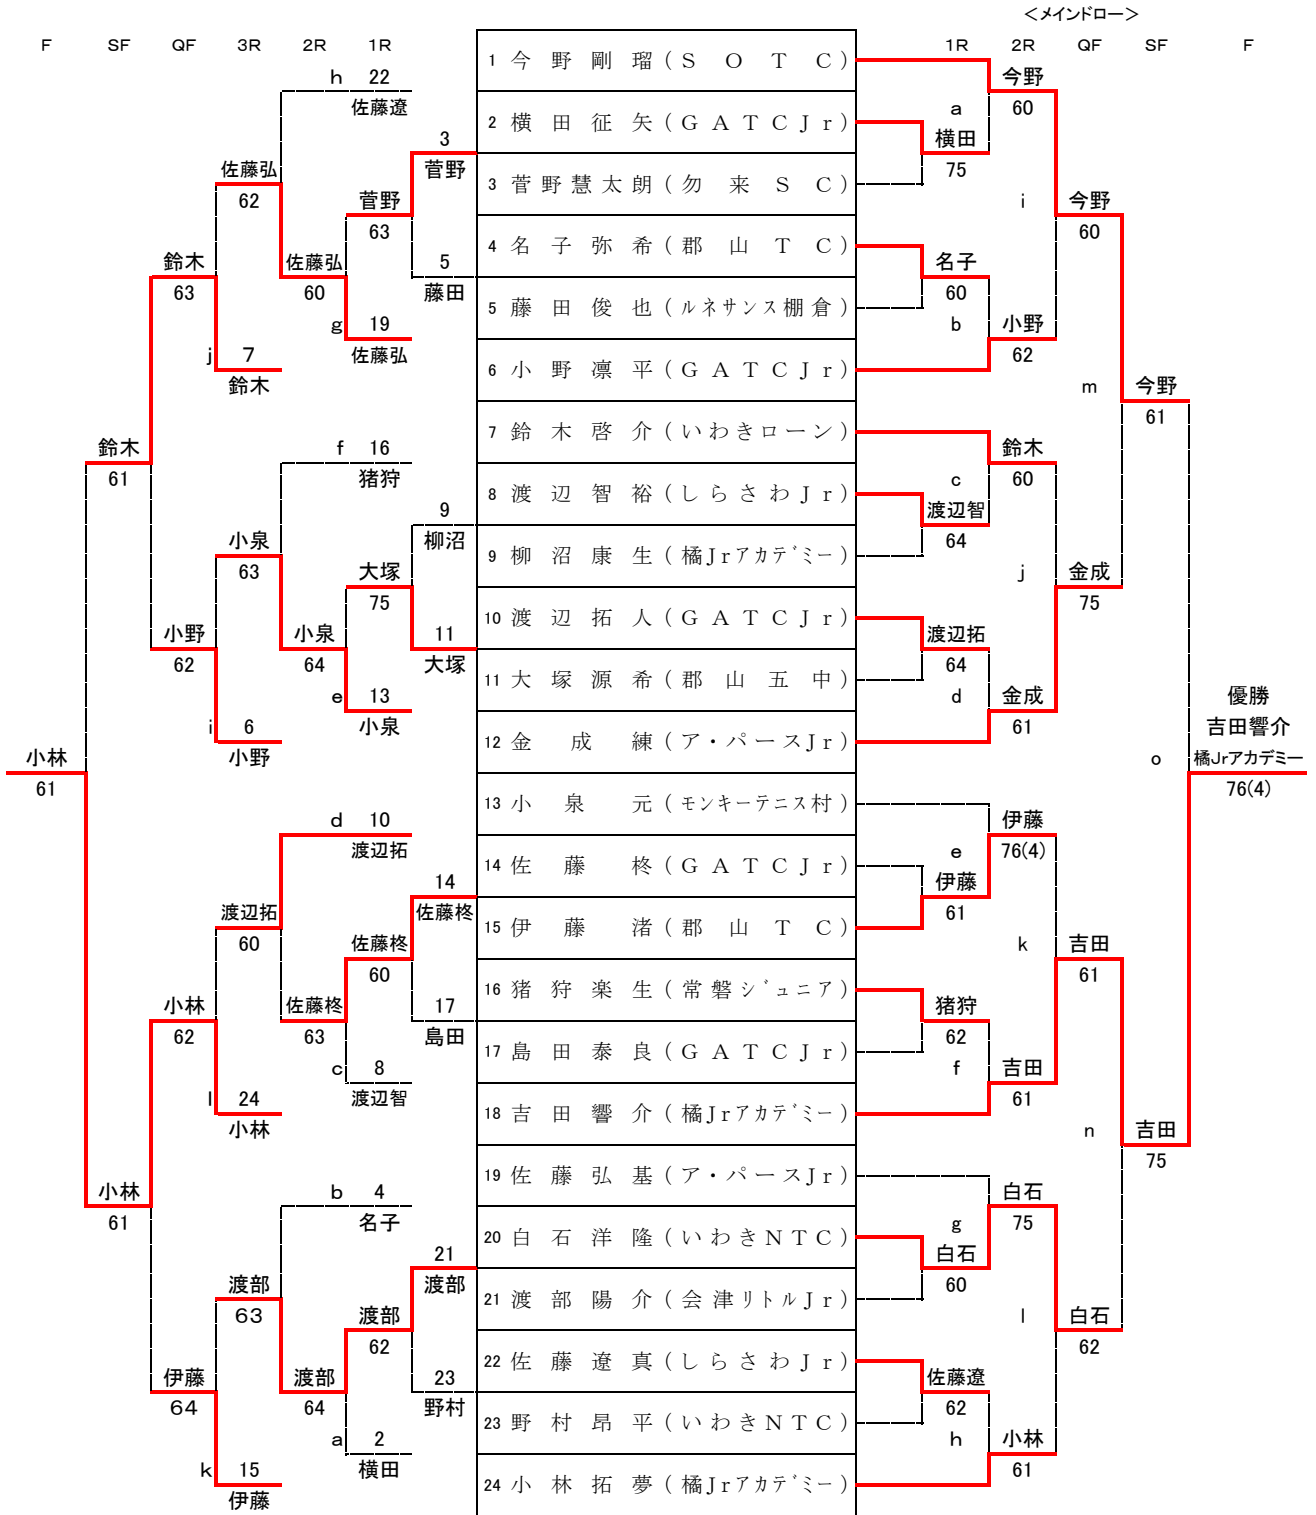 ＜メインドロー＞
F SF QF 3R 2R 1R
1R 2R QF SF F
1 今野剛瑠(SOTC)
2 横田征矢(GATCJr)
3 菅野慧太朗(勿来SC)
4 名子弥希(郡山TC)
5 藤田俊也(ルネサンス棚倉)
6 小野凛平(GATCJr)
7 鈴木啓介(いわきローン)
8 渡辺智裕(しらさわJr)
9 柳沼康生(橘Jrアカデミー)
10 渡辺拓人(GATCJr)
11 大塚源希(郡山五中)
12 金成練(ア・パースJr)
13 小泉元(モンキーテニス村)
14 佐藤柊(GATCJr)
15 伊藤渚(郡山TC)
16 猪狩楽生(常磐ジュニア)
17 島田泰良(GATCJr)
18 吉田響介(橘Jrアカデミー)
19 佐藤弘基(ア・パースJr)
20 白石洋隆(いわきNTC)
21 渡部陽介(会津リトルJr)
22 佐藤遼真(しらさわJr)
23 野村昂平(いわきNTC)
24 小林拓夢(橘Jrアカデミー)
a
横田
75
名子
60
b
c
渡辺智
64
渡辺拓
64
d
e
伊藤
61
猪狩
62
f
g
白石
60
佐藤遼
62
h
今野
60
i
小野
62
鈴木
60
j
金成
61
伊藤
76(4)
k
吉田
61
白石
75
l
小林
61
今野
60
m
金成
75
吉田
61
n
白石
62
今野
61
o
吉田
75
優勝
吉田響介
橘Jrアカデミー
76(4)
3
菅野
5
藤田
9
柳沼
11
大塚
14
佐藤柊
17
島田
21
渡部
23
野村
h 22
佐藤遼
菅野
63
g 19
佐藤弘
f 16
猪狩
大塚
75
e 13
小泉
d 10
渡辺拓
佐藤柊
60
c 8
渡辺智
b 4
名子
渡部
62
a 2
横田
佐藤弘
60
小泉
64
佐藤柊
63
渡部
64
佐藤弘
62
j 7
鈴木
小泉
63
i 6
小野
渡辺拓
60
l 24
小林
渡部
63
k 15
伊藤
鈴木
63
小野
62
小林
62
伊藤
64
鈴木
61
小林
61
小林
61